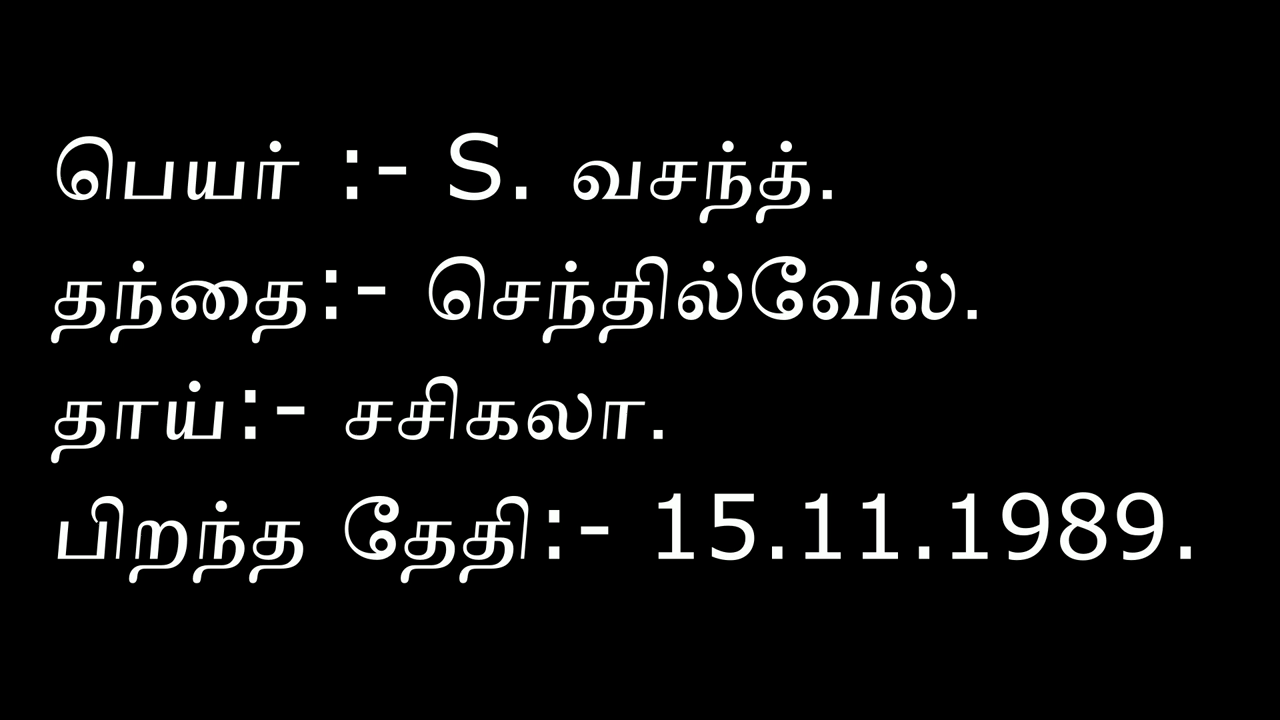 பெயர் :- S. வசந்த்.
தந்தை:- செந்தில்வேல்.
தாய்:- சசிகலா.
பிறந்த தேதி:- 15.11.1989.